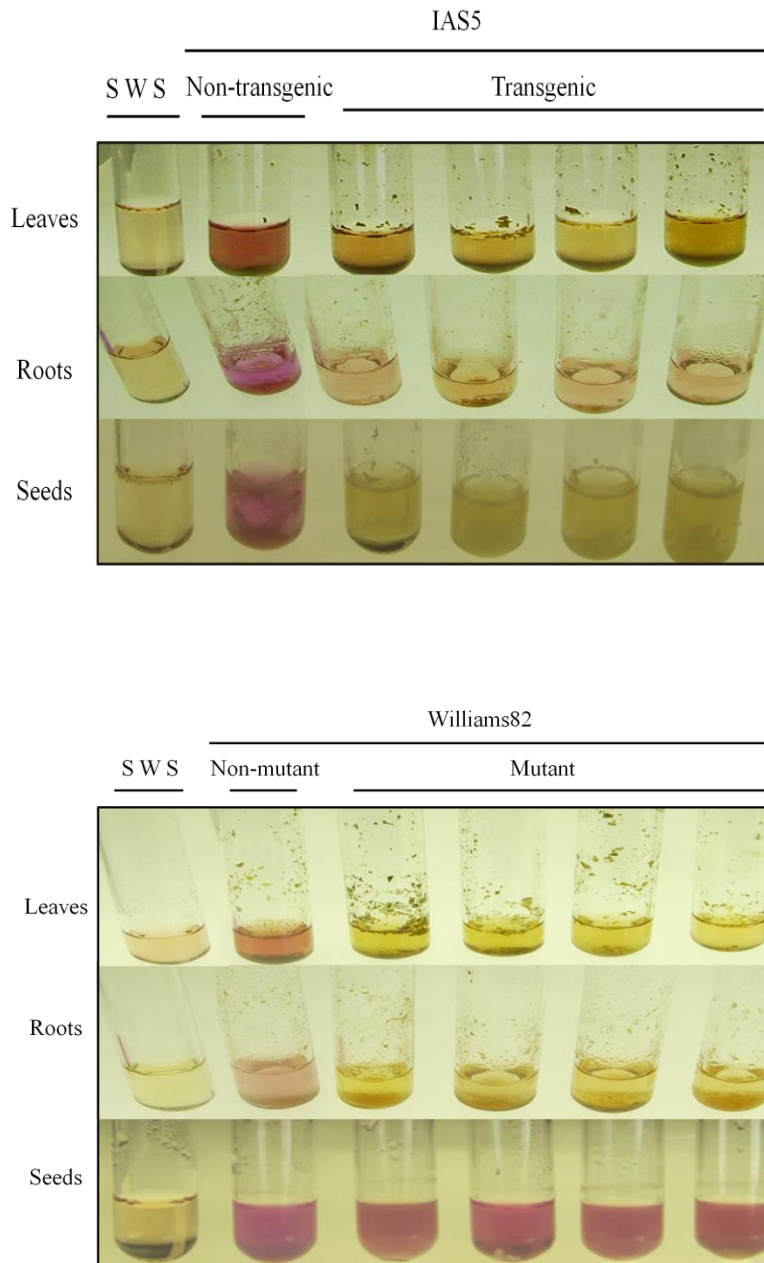 IAS5
S W S Non-transgenic Transgenic
Leaves
Roots
Seeds
Williams82
S W S Non-mutant Mutant
Leaves
Roots
Seeds